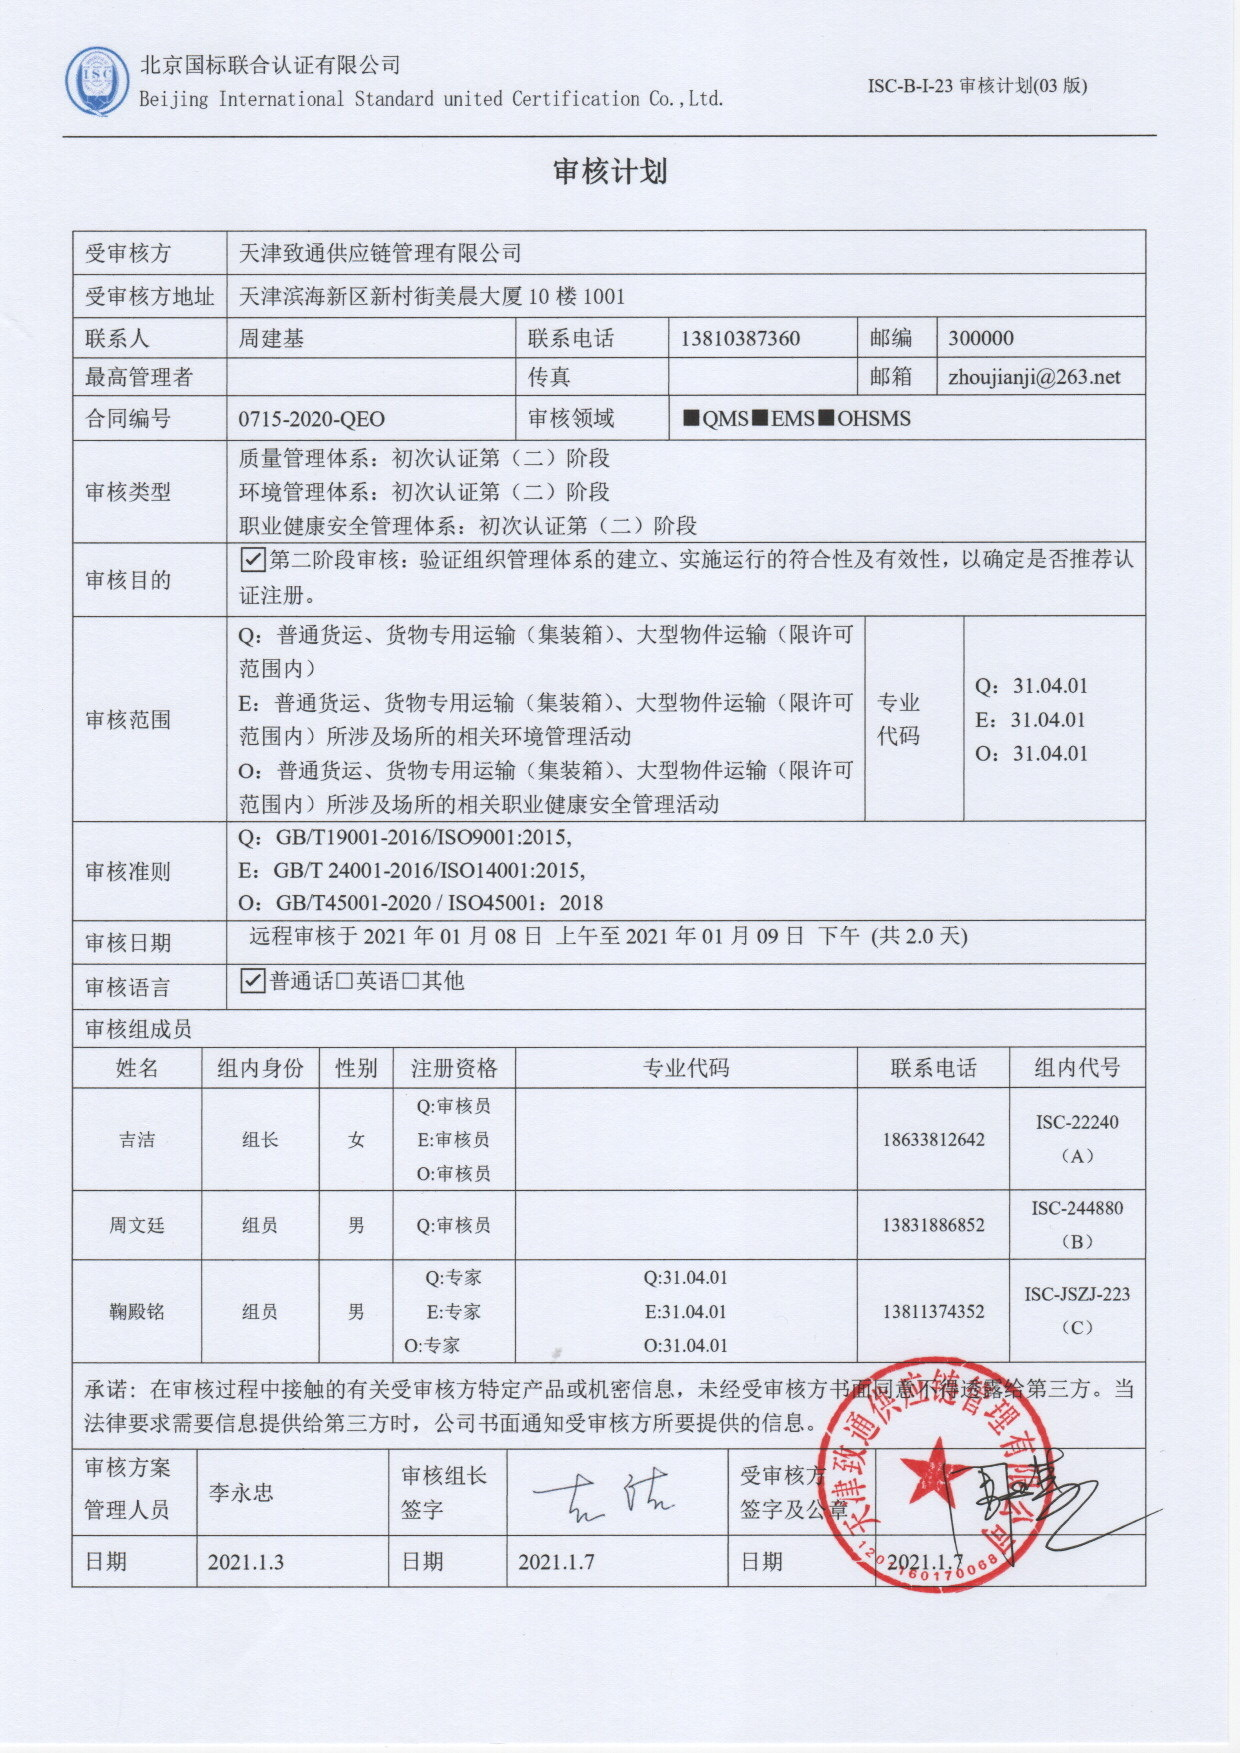 ISC
北京国标联合认证有限公司
Beijing International Standard united Certification Co.,Ltd.
ISC-B-I-23 审核计划(03 版)
审核计划
受审核方 天津致通供应链管理有限公司
受审核方地址 天津滨海新区新村街美晨大厦 10 楼 1001
联系人 周建基 联系电话 13810387360 邮编 300000
最高管理者 传真 邮箱 zhoujianji@263.net
合同编号 0715-2020-QEO 审核领域 ■QMS■EMS■OHSMS
审核类型
质量管理体系：初次认证第（二）阶段
环境管理体系：初次认证第（二）阶段
职业健康安全管理体系：初次认证第（二）阶段
审核目的
☑第二阶段审核：验证组织管理体系的建立、实施运行的符合性及有效性，以确定是否推荐认
证注册。
审核范围
Q：普通货运、货物专用运输（集装箱）、大型物件运输（限许可
范围内）
E：普通货运、货物专用运输（集装箱）、大型物件运输（限许可
范围内）所涉及场所的相关环境管理活动
O：普通货运、货物专用运输（集装箱）、大型物件运输（限许可
范围内）所涉及场所的相关职业健康安全管理活动
专业
代码
Q：31.04.01
E：31.04.01
O：31.04.01
审核准则
Q：GB/T19001-2016/ISO9001:2015,
E：GB/T 24001-2016/ISO14001:2015,
O：GB/T45001-2020 / ISO45001：2018
审核日期 远程审核于 2021 年 01 月 08 日 上午至 2021 年 01 月 09 日 下午 (共 2.0 天)
审核语言 ☑普通话□英语□其他
审核组成员
姓名 组内身份 性别 注册资格 专业代码 联系电话 组内代号
吉洁 组长 女
Q:审核员
E:审核员
O:审核员
18633812642
ISC-22240
（A）
周文廷 组员 男 Q:审核员 13831886852
ISC-244880
（B）
鞠殿铭 组员 男
Q:专家
E:专家
O:专家
Q:31.04.01
E:31.04.01
O:31.04.01
13811374352
ISC-JSZJ-223
（C）
承诺：在审核过程中接触的有关受审核方特定产品或机密信息，未经受审核方书面同意不得透露给第三方。当
法律要求需要信息提供给第三方时，公司书面通知受审核方所要提供的信息。
审核方案
管理人员
李永忠
审核组长
签字
吉洁
受审核方
签字及公章
天津致通供应链管理有限公司
1201160170068
日期 2021.1.3 日期 2021.1.7 日期 2021.1.7